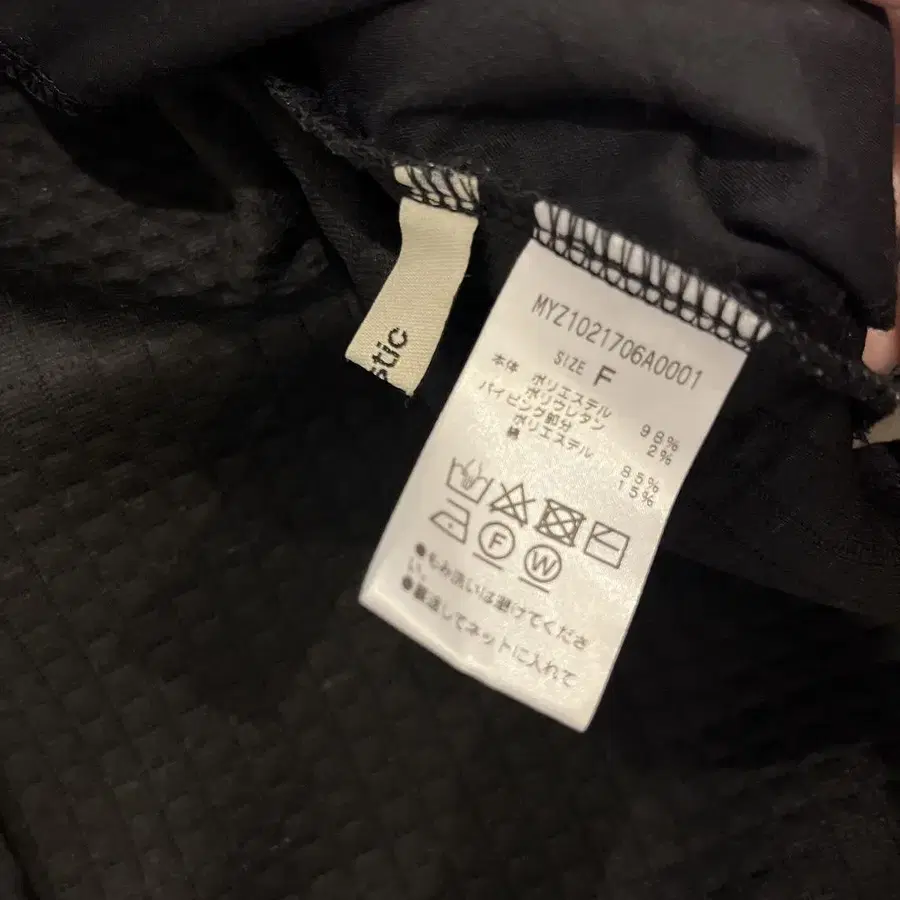 stic
MYZ1021706A0001
SIZE F
本体 ポリエステル 98%
ポリウレタン 2%
パイピング部分
ポリエステル 85%
綿 15%
F
W
●もみ洗いは避けてくださ
い。
●裏返してネットに入れて